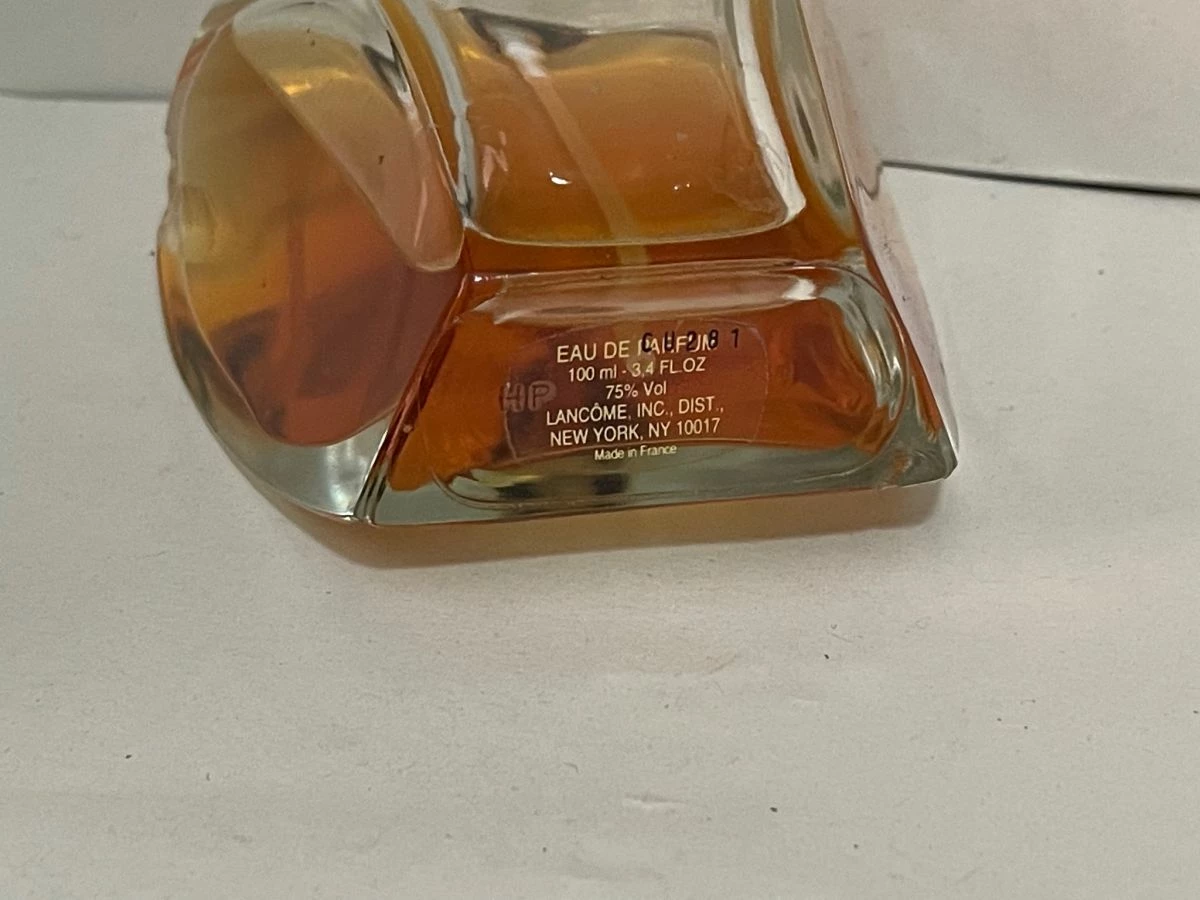 EAU DE PARFUM
100 ml - 3,4 FL.OZ
75% Vol
HP
LANCÔME, INC., DIST.,
NEW YORK, NY 10017
Made in France